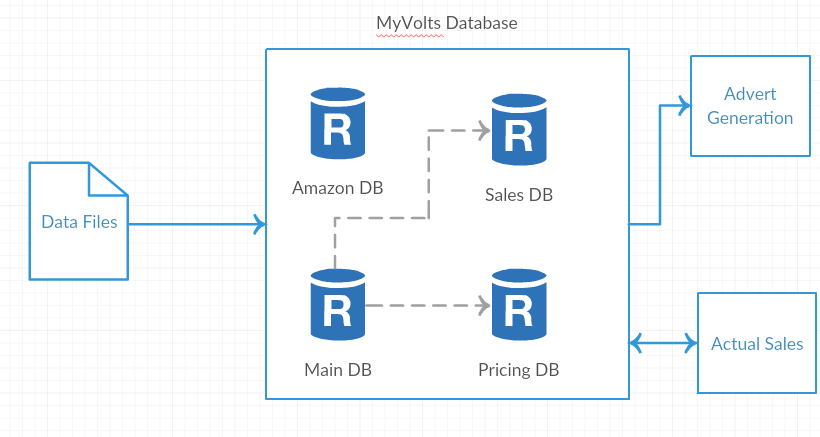 MyVolts Database
R
R
Amazon DB
Sales DB
Data Files
R
R
Main DB
Pricing DB
Advert
Generation
Actual Sales